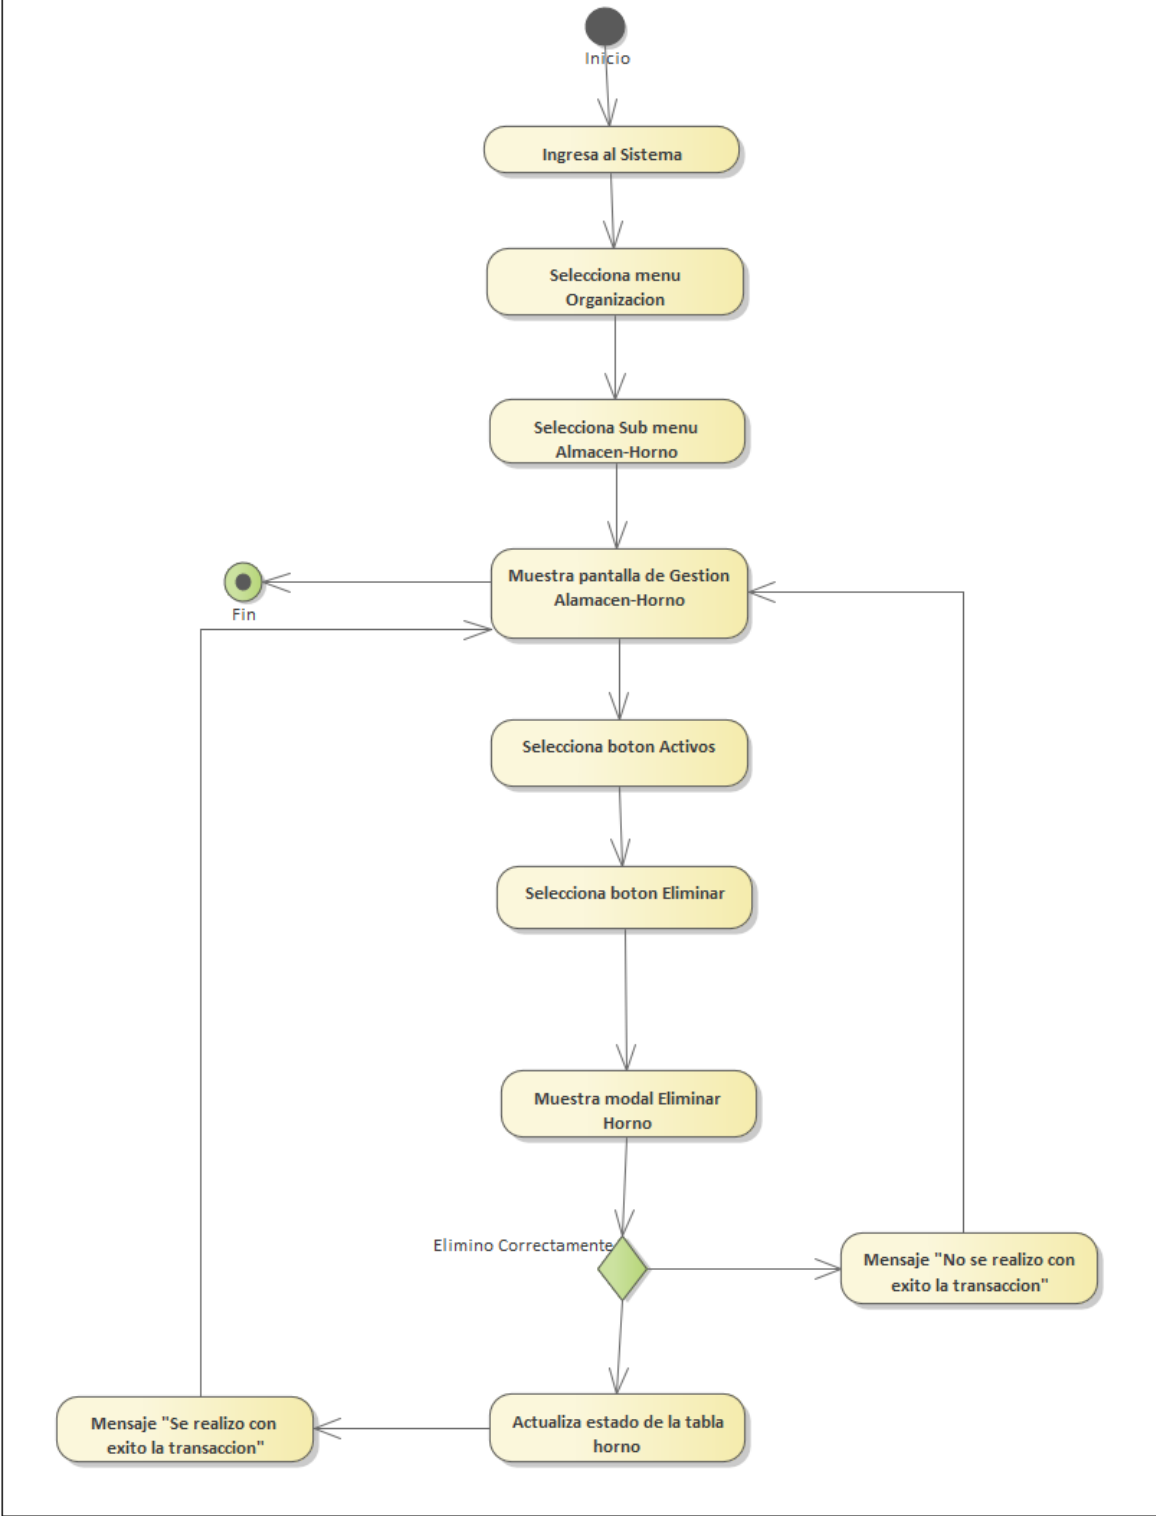 Inicio
Ingresa al Sistema
Selecciona menu
Organizacion
Selecciona Sub menu
Almacen-Horno
Muestra pantalla de Gestion
Alamacen-Horno
Fin
Selecciona boton Activos
Selecciona boton Eliminar
Muestra modal Eliminar
Horno
Elimino Correctamente
Mensaje "No se realizo con
exito la transaccion"
Actualiza estado de la tabla
horno
Mensaje "Se realizo con
exito la transaccion"